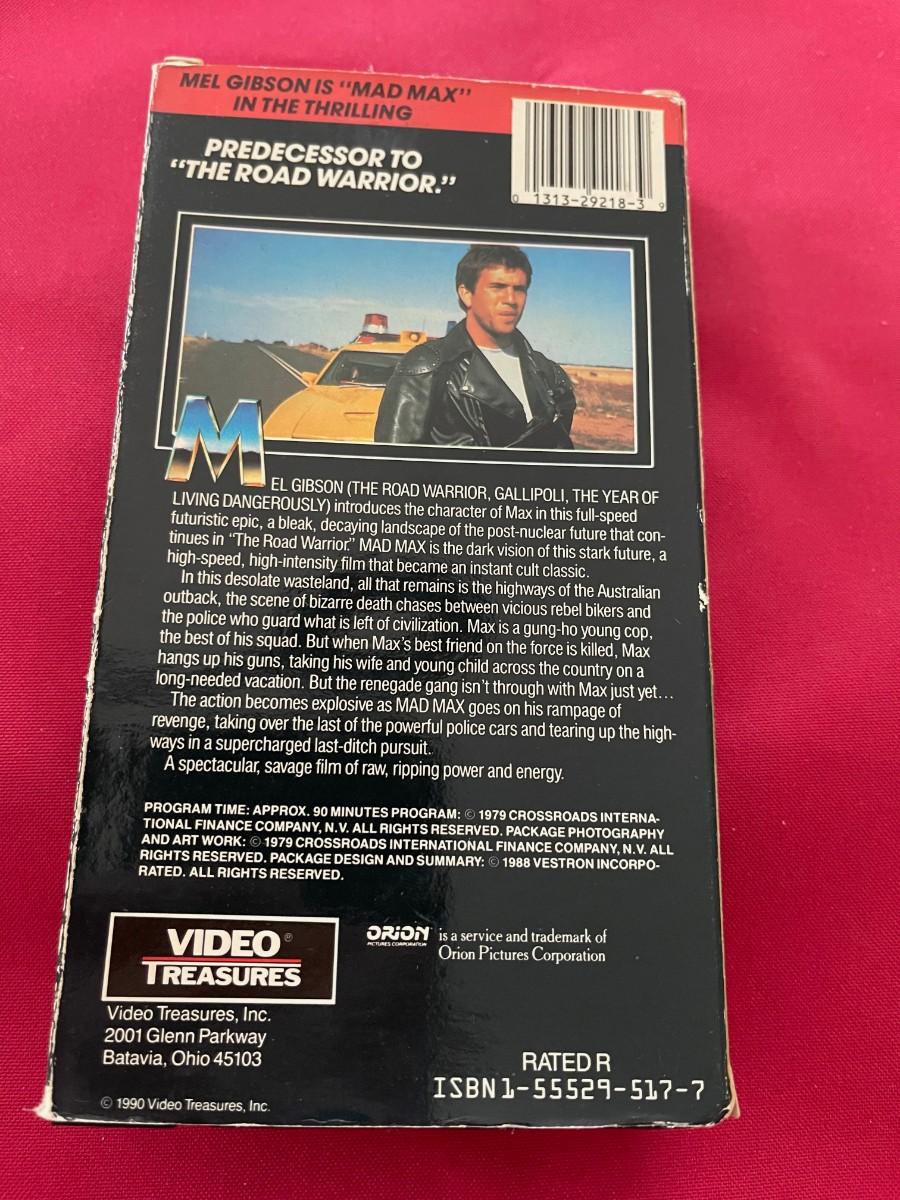 MEL GIBSON IS "MAD MAX"
IN THE THRILLING
PREDECESSOR TO
"THE ROAD WARRIOR."
0 1313-29218-3 9
MEL GIBSON (THE ROAD WARRIOR, GALLIPOLI, THE YEAR OF
LIVING DANGEROUSLY) introduces the character of Max in this full-speed
futuristic epic, a bleak, decaying landscape of the post-nuclear future that con-
tinues in "The Road Warrior." MAD MAX is the dark vision of this stark future, a
high-speed, high-intensity film that became an instant cult classic.
In this desolate wasteland, all that remains is the highways of the Australian
outback, the scene of bizarre death chases between vicious rebel bikers and
the police who guard what is left of civilization. Max is a gung-ho young cop,
the best of his squad. But when Max's best friend on the force is killed, Max
hangs up his guns, taking his wife and young child across the country on a
long-needed vacation. But the renegade gang isn't through with Max just yet...
The action becomes explosive as MAD MAX goes on his rampage of
revenge, taking over the last of the powerful police cars and tearing up the high-
ways in a supercharged last-ditch pursuit.
A spectacular, savage film of raw, ripping power and energy.
PROGRAM TIME: APPROX. 90 MINUTES PROGRAM: © 1979 CROSSROADS INTERNA-
TIONAL FINANCE COMPANY, N.V. ALL RIGHTS RESERVED. PACKAGE PHOTOGRAPHY
AND ART WORK: © 1979 CROSSROADS INTERNATIONAL FINANCE COMPANY, N.V. ALL
RIGHTS RESERVED. PACKAGE DESIGN AND SUMMARY: © 1988 VESTRON INCORPO-
RATED. ALL RIGHTS RESERVED.
VIDEO®
TREASURES
ORION
PICTURES CORPORATION
is a service and trademark of
Orion Pictures Corporation
Video Treasures, Inc.
2001 Glenn Parkway
Batavia, Ohio 45103
RATED R
ISBN 1-55529-517-7
© 1990 Video Treasures, Inc.